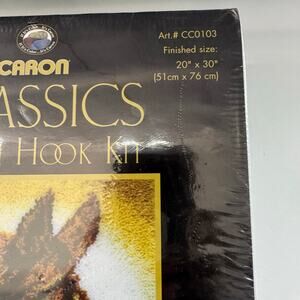 Art.# CC0103
Finished size:
20" x 30"
(51cm x 76 cm)
CARON
ASSICS
HOOK KIT